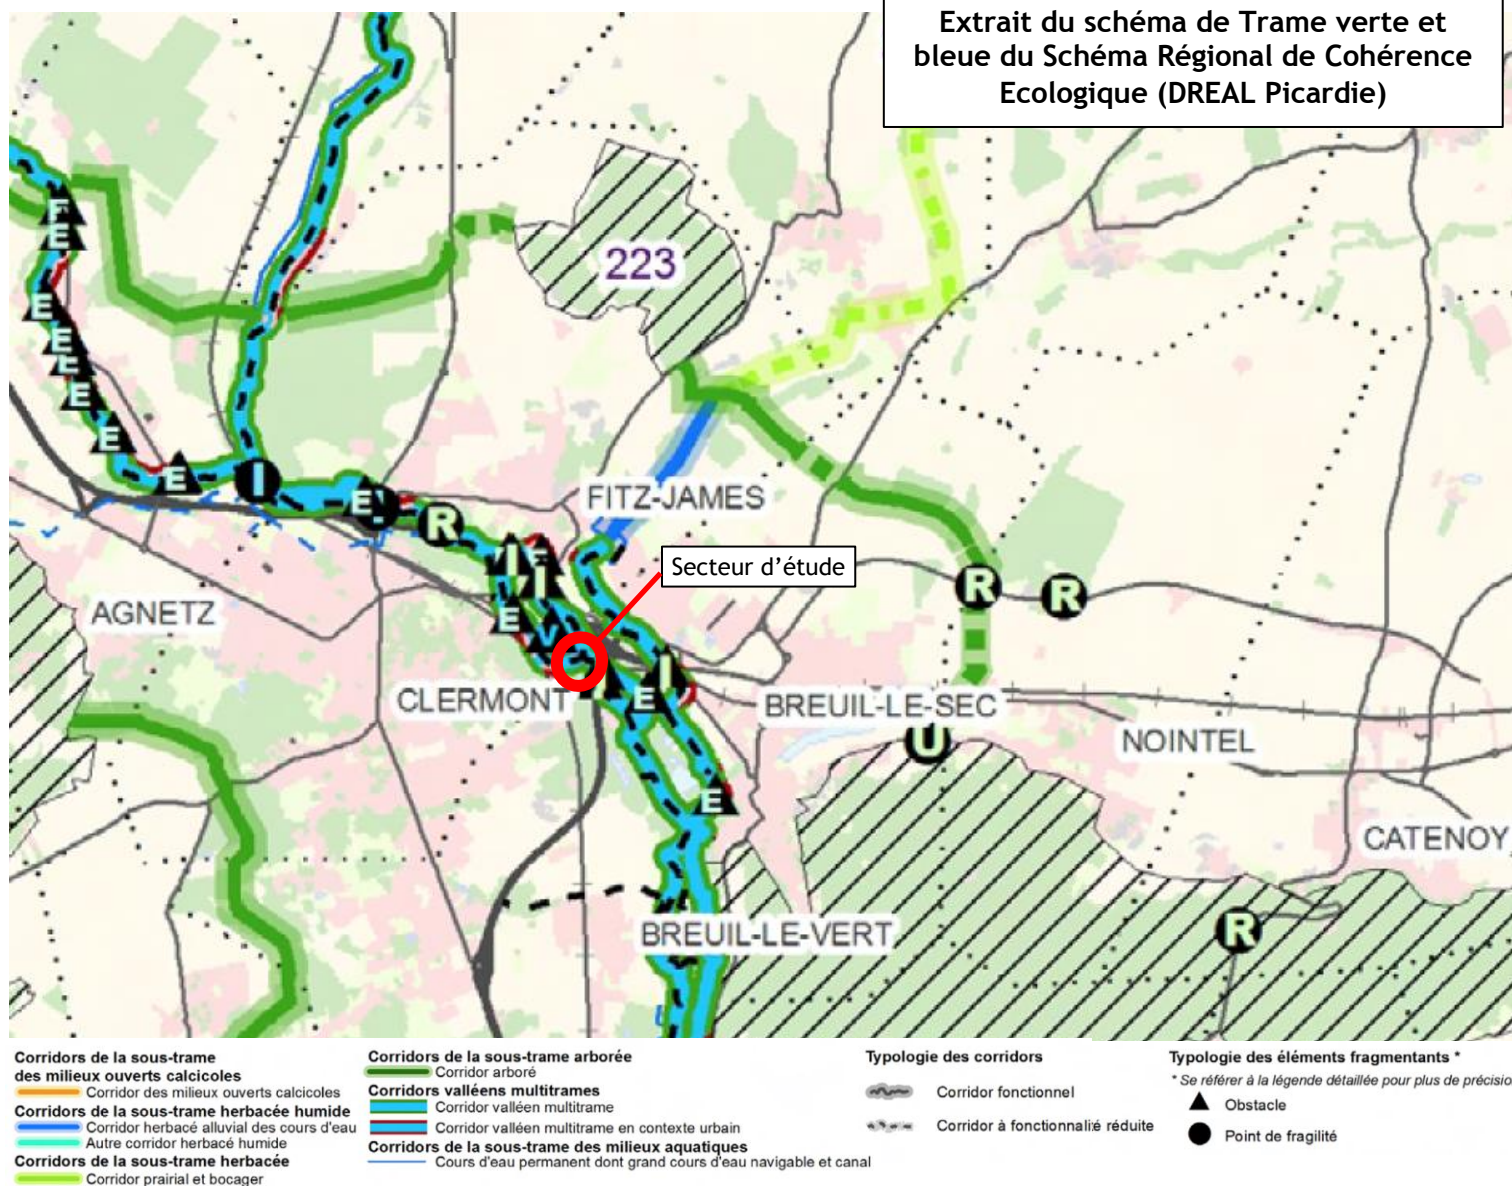 Extrait du schéma de Trame verte et
bleue du Schéma Régional de Cohérence
Ecologique (DREAL Picardie)
223
E
E
E
E
E
E
E
I
E
R
FITZ-JAMES
Secteur d'étude
I
E
I
E
V
R
R
AGNETZ
CLERMONT
I
I
E
BREUIL-LE-SEC
U
NOINTEL
E
CATENOY
BREUIL-LE-VERT
R
Corridors de la sous-trame
des milieux ouverts calcicoles
Corridor des milieux ouverts calcicoles
Corridors de la sous-trame herbacée humide
Corridor herbacé alluvial des cours d'eau
Autre corridor herbacé humide
Corridors de la sous-trame herbacée
Corridor prairial et bocager
Corridors de la sous-trame arborée
Corridor arboré
Corridors valléens multitrames
Corridor valléen multitrame
Corridor valléen multitrame en contexte urbain
Corridors de la sous-trame des milieux aquatiques
Cours d'eau permanent dont grand cours d'eau navigable et canal
Typologie des corridors
Corridor fonctionnel
Corridor à fonctionnalité réduite
Typologie des éléments fragmentants *
* Se référer à la légende détaillée pour plus de précisio
Obstacle
Point de fragilité